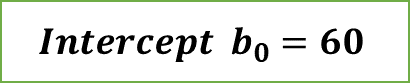 Intercept b₀ = 60